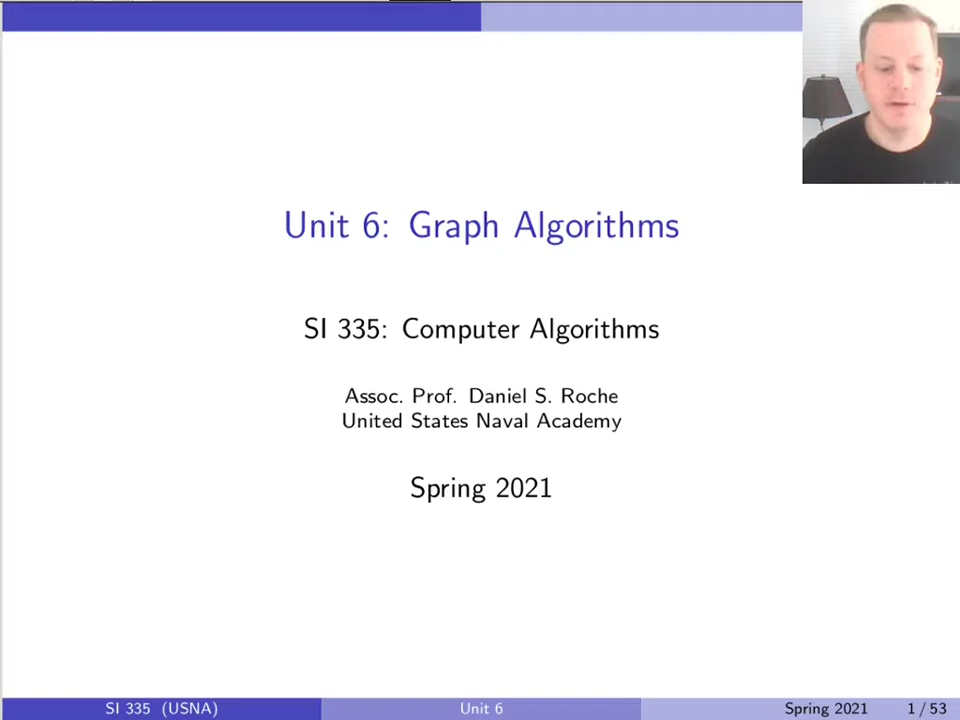 Unit 6: Graph Algorithms
SI 335: Computer Algorithms
Assoc. Prof. Daniel S. Roche
United States Naval Academy
Spring 2021
SI 335 (USNA) Unit 6 Spring 2021 1 / 53